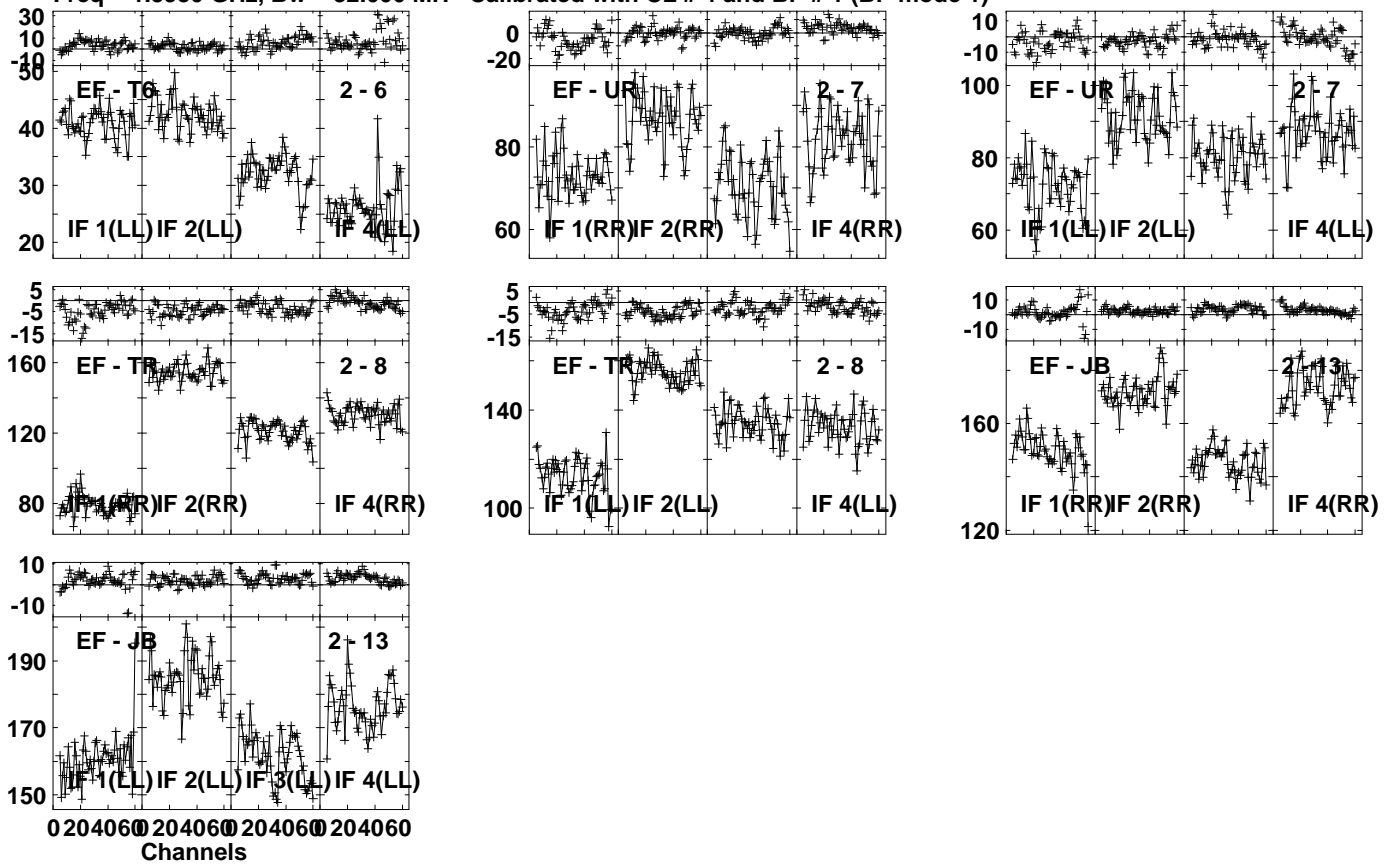 30
10
-10
50
40
30
20
EF - T6
2 - 6
IF 1(LL) IF 2(LL) IF 4(LL)
0
-20
80
60
EF - UR
2 - 7
IF 1(RR) IF 2(RR) IF 4(RR)
10
-10
100
80
60
EF - UR
2 - 7
IF 1(LL) IF 2(LL) IF 4(LL)
5
-5
-15
160
120
80
EF - TR
2 - 8
IF 1(RR) IF 2(RR) IF 4(RR)
5
-5
-15
140
100
EF - TR
2 - 8
IF 1(LL) IF 2(LL) IF 4(LL)
10
-10
160
120
EF - JB
2 - 13
IF 1(RR) IF 2(RR) IF 4(RR)
10
-10
190
170
150
EF - JB
2 - 13
IF 1(LL) IF 2(LL) IF 3(LL) IF 4(LL)
0 20 40 60 0 20 40 60 0 20 40 60 0 20 40 60
Channels